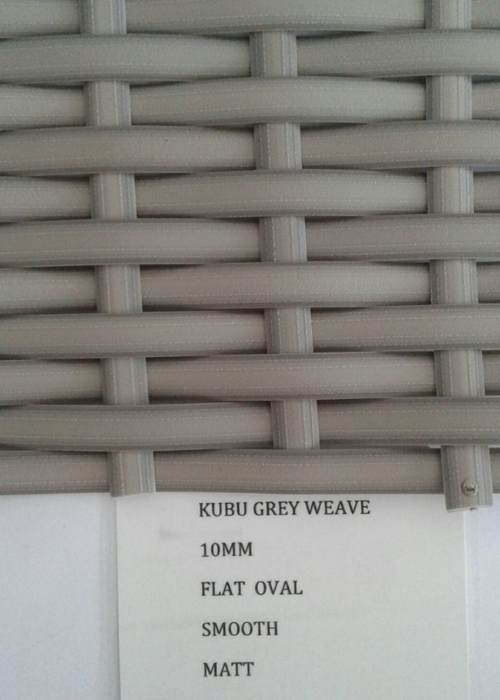 KUBU GREY WEAVE
10MM
FLAT OVAL
SMOOTH
MATT